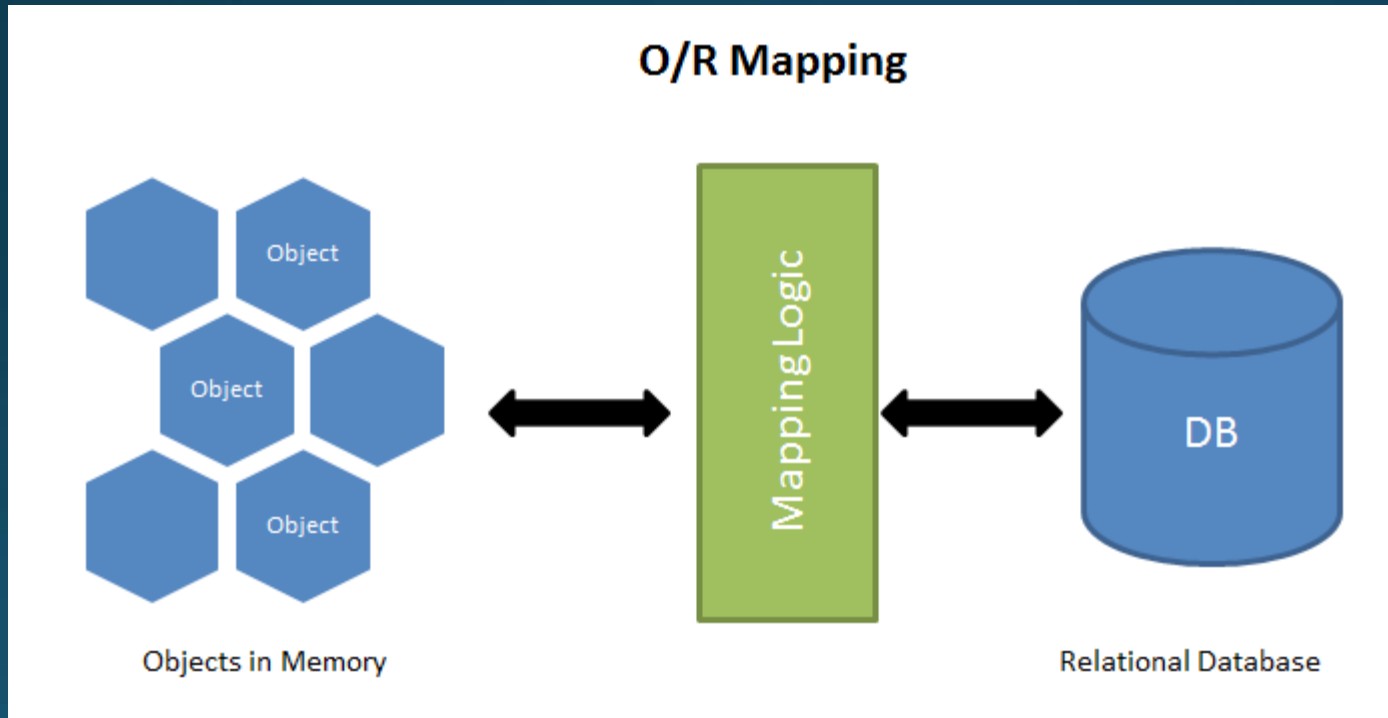 O/R Mapping
Object
Object
Object
Mapping Logic
DB
Objects in Memory
Relational Database